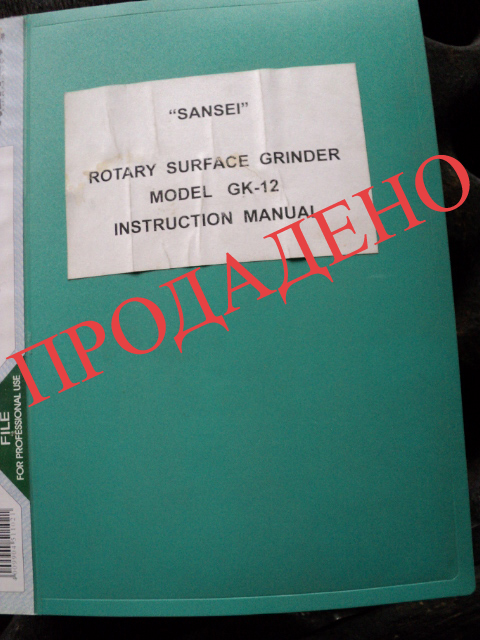 “SANSEI”
ROTARY SURFACE GRINDER
MODEL GK-12
INSTRUCTION MANUAL
ПРОДАДЕНО
FiLE
FOR PROFESSIONAL USE